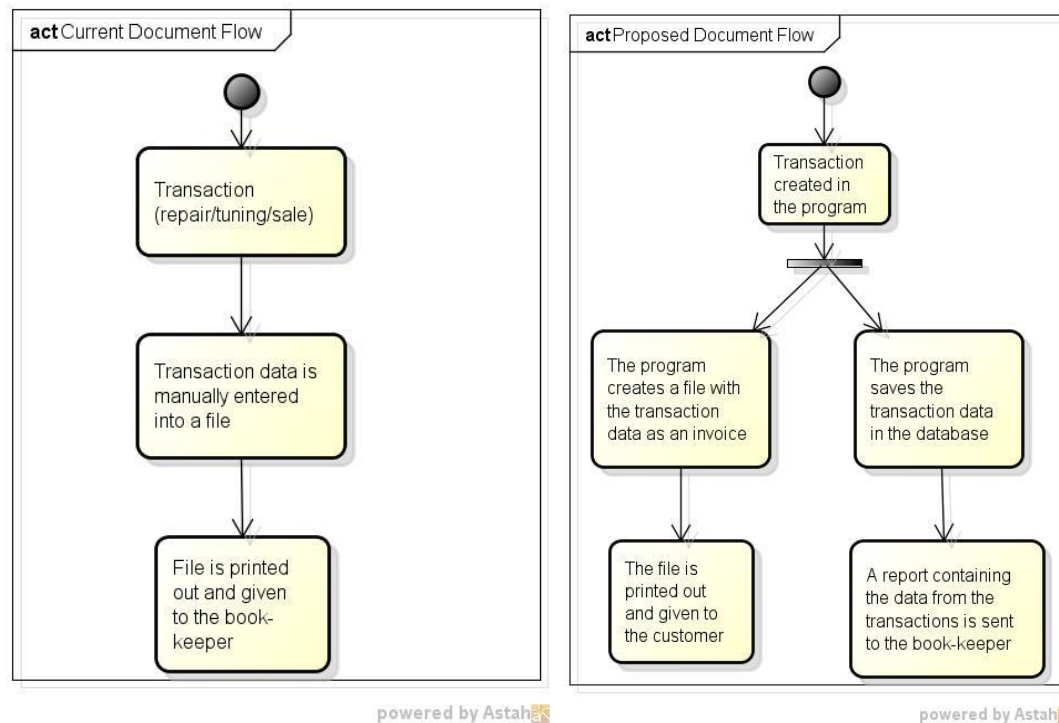 act Current Document Flow
Transaction
(repair/tuning/sale)
Transaction data is
manually entered
into a file
File is printed
out and given
to the book-
keeper
powered by Astah
act Proposed Document Flow
Transaction
created in
the program
The program
creates a file with
the transaction
data as an invoice
The program
saves the
transaction data
in the database
The file is
printed out
and given to
the customer
A report containing
the data from the
transactions is sent
to the book-keeper
powered by Astah